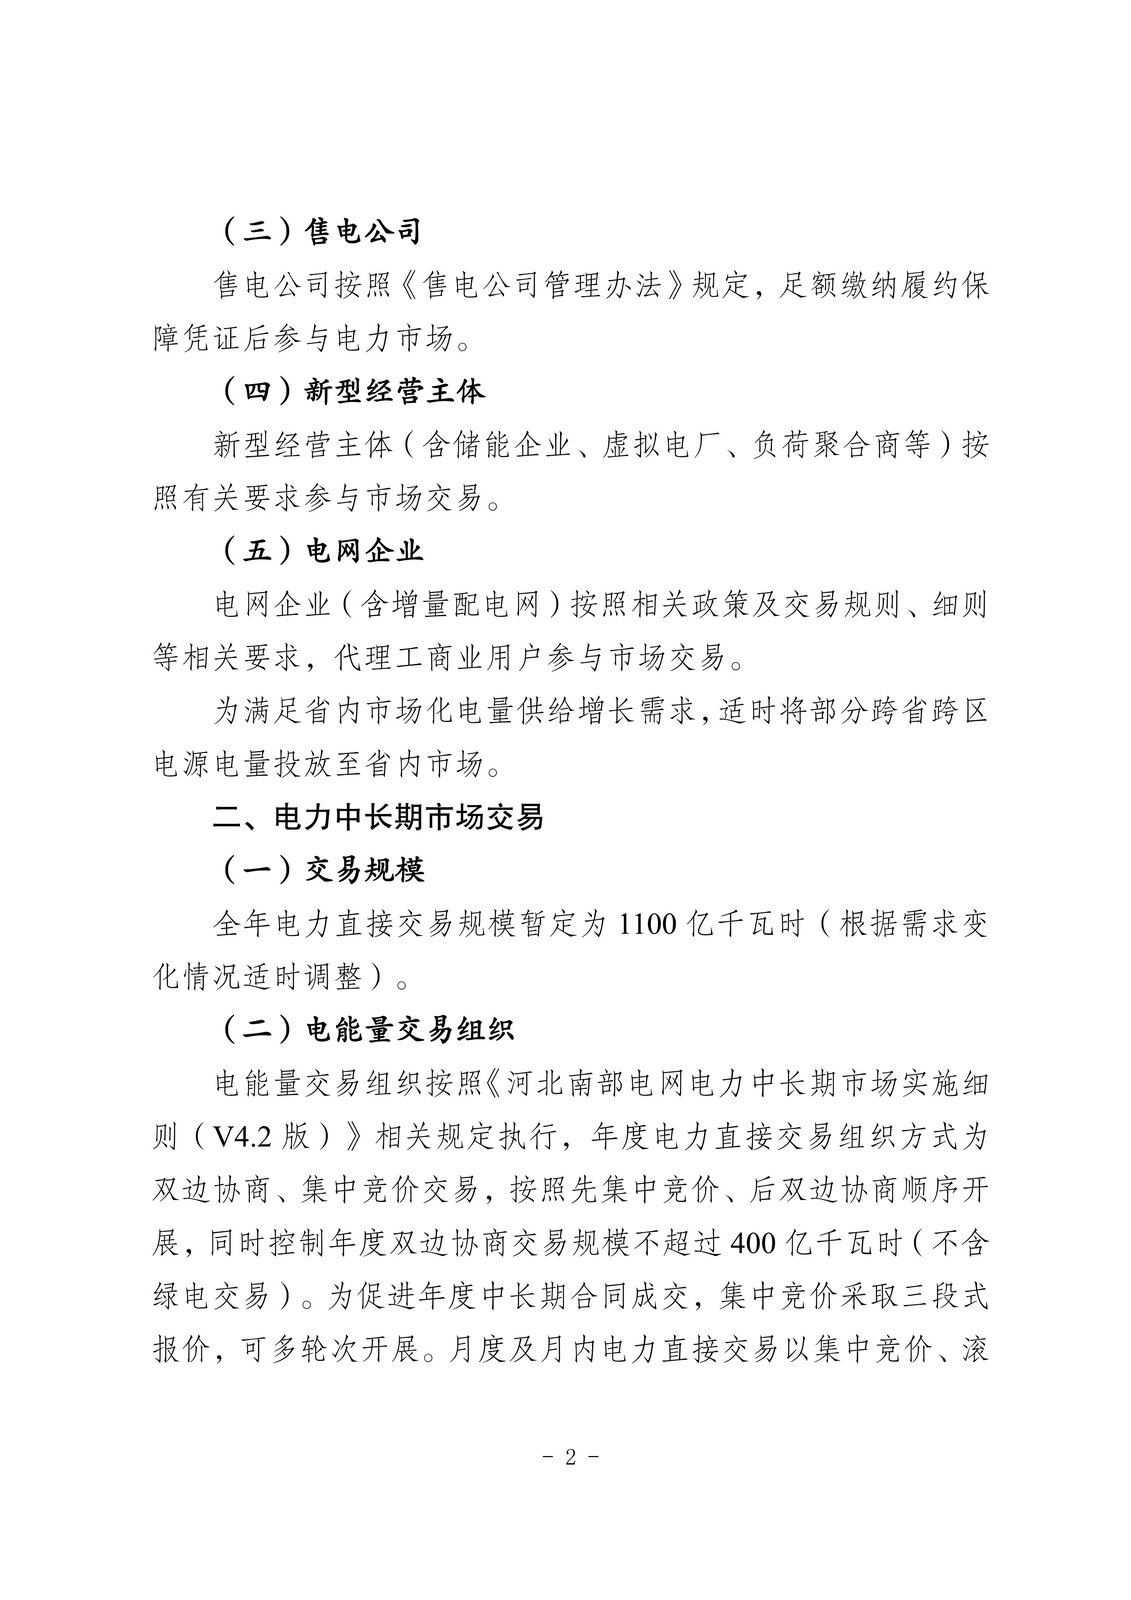 （三）售电公司
售电公司按照《售电公司管理办法》规定，足额缴纳履约保
障凭证后参与电力市场。
（四）新型经营主体
新型经营主体（含储能企业、虚拟电厂、负荷聚合商等）按
照有关要求参与市场交易。
（五）电网企业
电网企业（含增量配电网）按照相关政策及交易规则、细则
等相关要求，代理工商业用户参与市场交易。
为满足省内市场化电量供给增长需求，适时将部分跨省跨区
电源电量投放至省内市场。
二、电力中长期市场交易
（一）交易规模
全年电力直接交易规模暂定为 1100 亿千瓦时（根据需求变
化情况适时调整）。
（二）电能量交易组织
电能量交易组织按照《河北南部电网电力中长期市场实施细
则（V4.2 版）》相关规定执行，年度电力直接交易组织方式为
双边协商、集中竞价交易，按照先集中竞价、后双边协商顺序开
展，同时控制年度双边协商交易规模不超过 400 亿千瓦时（不含
绿电交易）。为促进年度中长期合同成交，集中竞价采取三段式
报价，可多轮次开展。月度及月内电力直接交易以集中竞价、滚
- 2 -